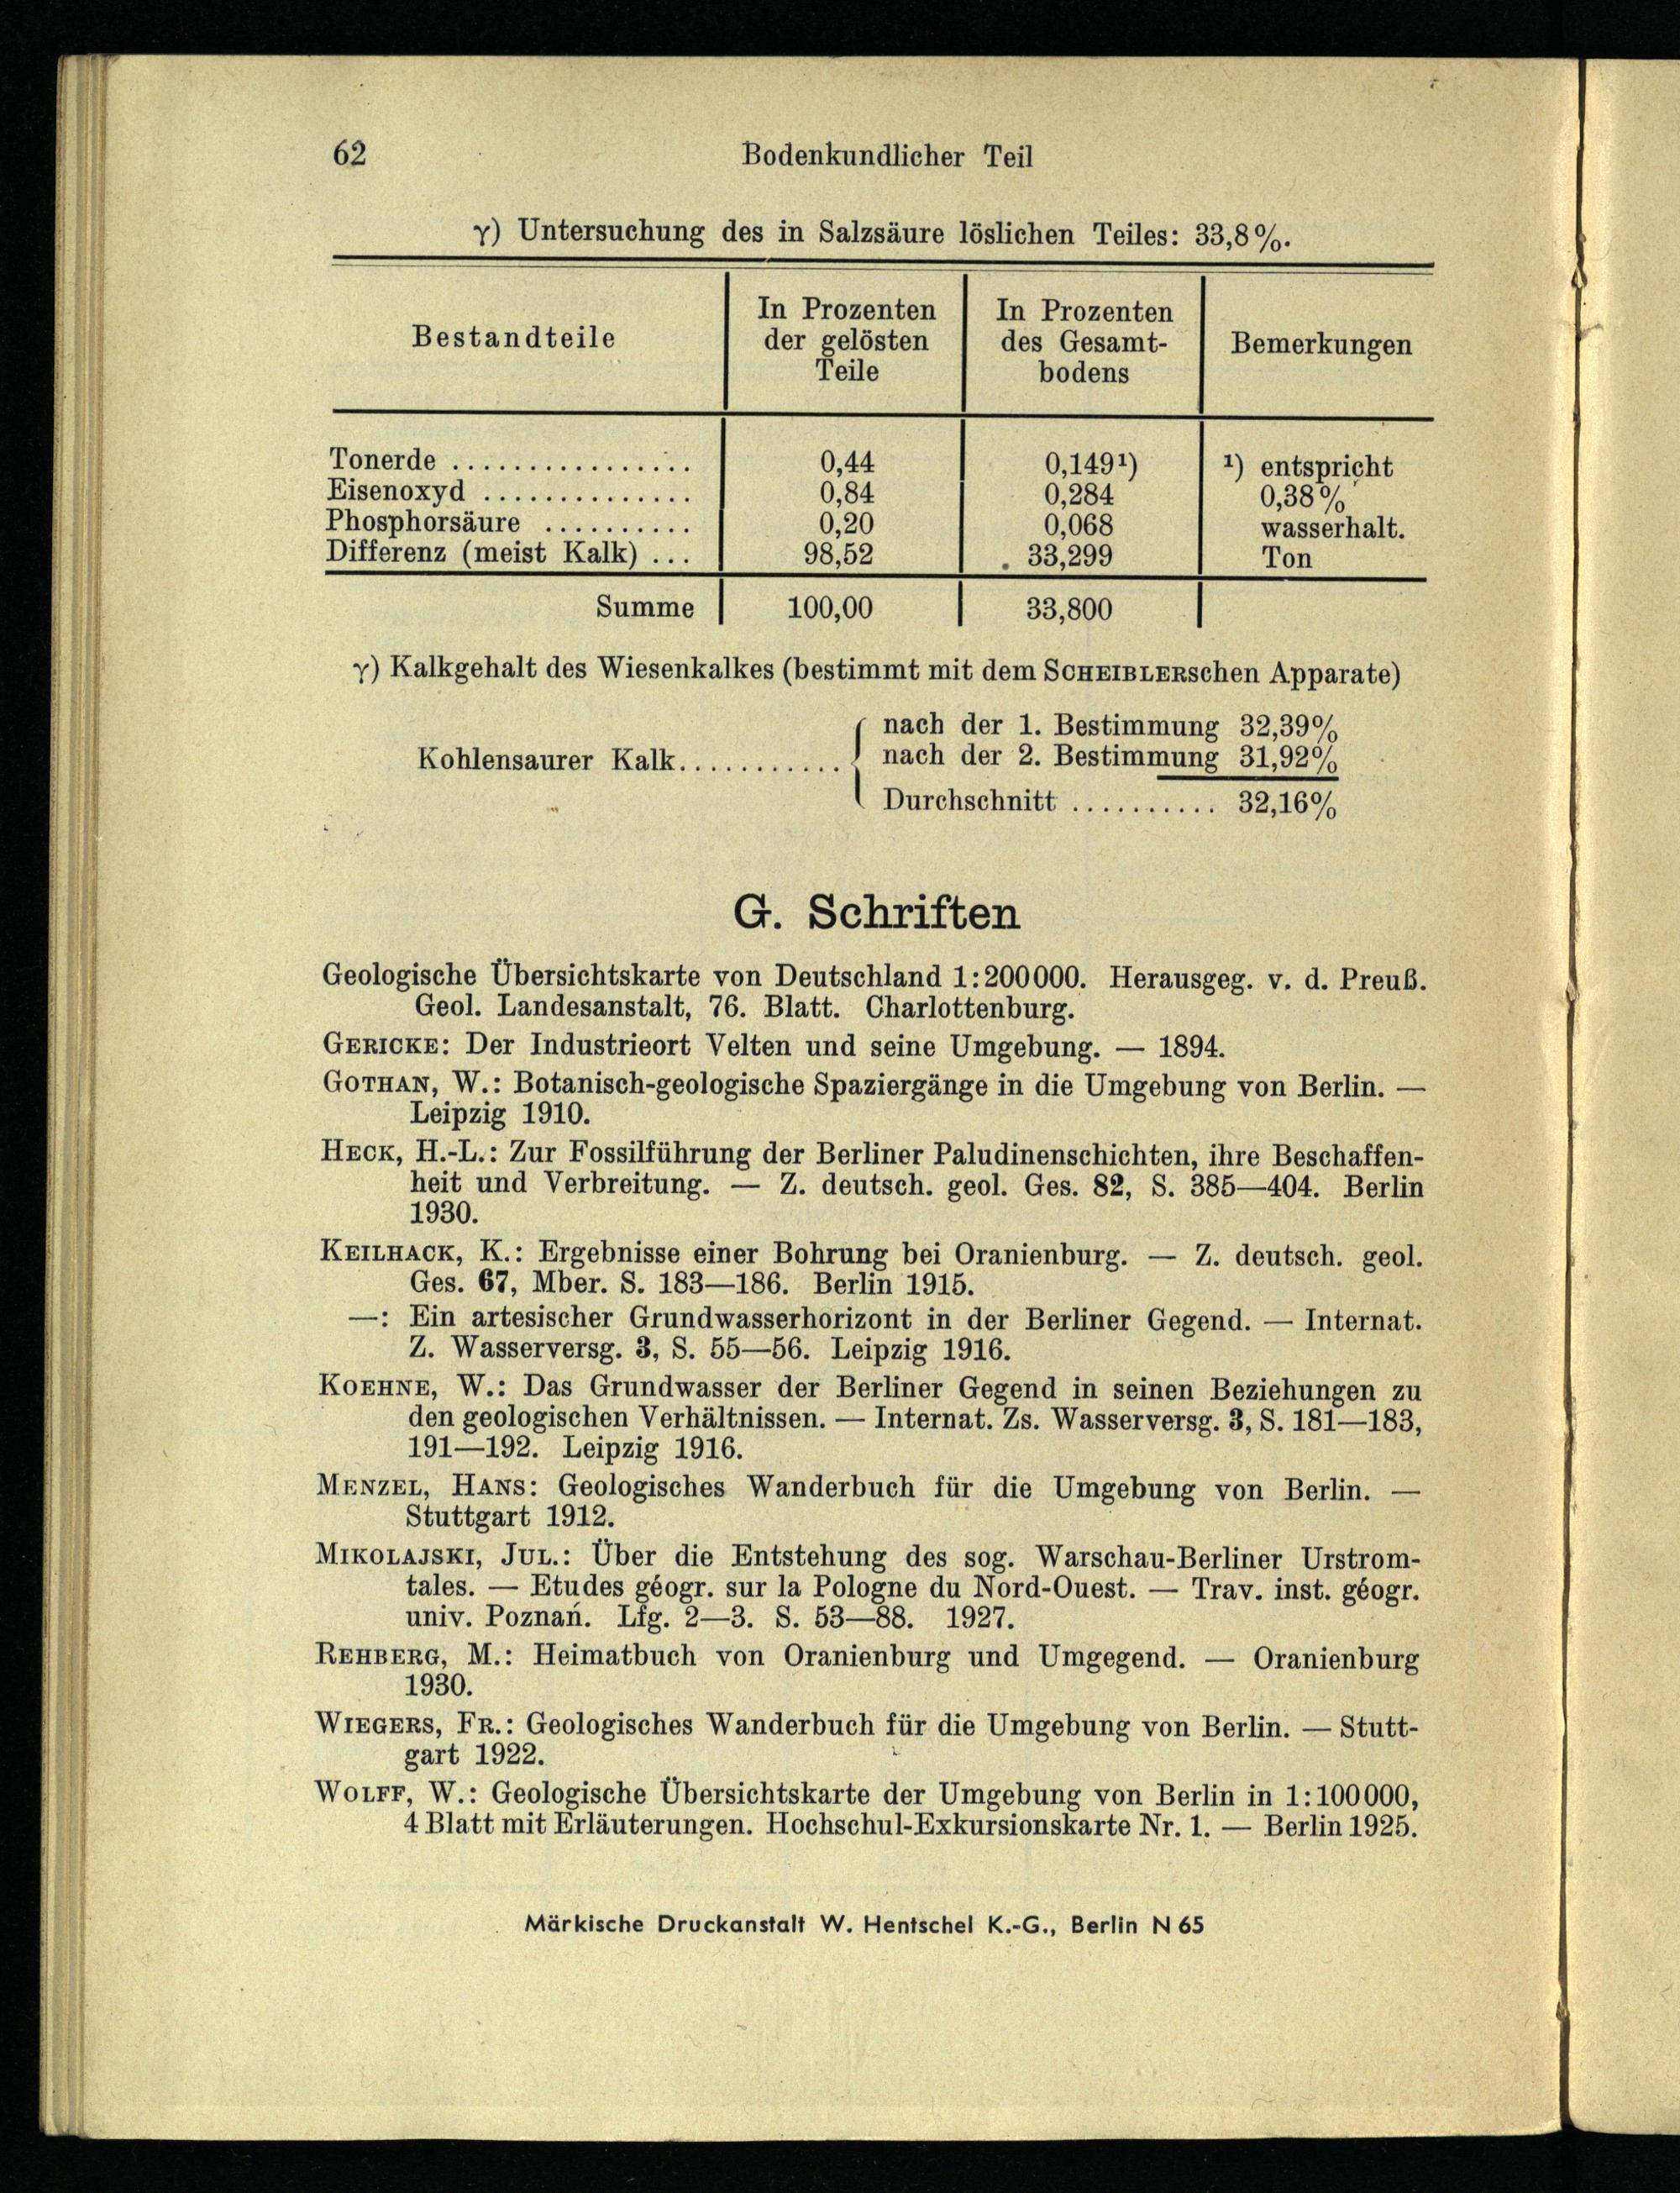 62 Bodenkundlicher Teil
γ) Untersuchung des in Salzsäure löslichen Teiles: 33,8%.
Bestandteile | In Prozenten der gelösten Teile | In Prozenten des Gesamt-bodens | Bemerkungen
Tonerde ................ 0,44 0,149¹) ¹) entspricht
Eisenoxyd .............. 0,84 0,284 0,38%
Phosphorsäure .......... 0,20 0,068 wasserhalt.
Differenz (meist Kalk) ... 98,52 33,299 Ton
Summe 100,00 33,800
γ) Kalkgehalt des Wiesenkalkes (bestimmt mit dem SCHEIBLERschen Apparate)
nach der 1. Bestimmung 32,39%
Kohlensaurer Kalk............ nach der 2. Bestimmung 31,92%
Durchschnitt .......... 32,16%
G. Schriften
Geologische Übersichtskarte von Deutschland 1:200000. Herausgeg. v. d. Preuß.
Geol. Landesanstalt, 76. Blatt. Charlottenburg.
GERICKE: Der Industrieort Velten und seine Umgebung. — 1894.
GOTHAN, W.: Botanisch-geologische Spaziergänge in die Umgebung von Berlin. —
Leipzig 1910.
HECK, H.-L.: Zur Fossilführung der Berliner Paludinenschichten, ihre Beschaffen-
heit und Verbreitung. — Z. deutsch. geol. Ges. 82, S. 385—404. Berlin
1930.
KEILHACK, K.: Ergebnisse einer Bohrung bei Oranienburg. — Z. deutsch. geol.
Ges. 67, Mber. S. 183—186. Berlin 1915.
—: Ein artesischer Grundwasserhorizont in der Berliner Gegend. — Internat.
Z. Wasserversg. 3, S. 55—56. Leipzig 1916.
KOEHNE, W.: Das Grundwasser der Berliner Gegend in seinen Beziehungen zu
den geologischen Verhältnissen. — Internat. Zs. Wasserversg. 3, S. 181—183,
191—192. Leipzig 1916.
MENZEL, HANS: Geologisches Wanderbuch für die Umgebung von Berlin. —
Stuttgart 1912.
MIKOLAJSKI, JUL.: Über die Entstehung des sog. Warschau-Berliner Urstrom-
tales. — Etudes géogr. sur la Pologne du Nord-Ouest. — Trav. inst. géogr.
univ. Poznań. Lfg. 2—3. S. 53—88. 1927.
REHBERG, M.: Heimatbuch von Oranienburg und Umgegend. — Oranienburg
1930.
WIEGERS, FR.: Geologisches Wanderbuch für die Umgebung von Berlin. — Stutt-
gart 1922.
WOLFF, W.: Geologische Übersichtskarte der Umgebung von Berlin in 1:100000,
4 Blatt mit Erläuterungen. Hochschul-Exkursionskarte Nr. 1. — Berlin 1925.
Märkische Druckanstalt W. Hentschel K.-G., Berlin N 65